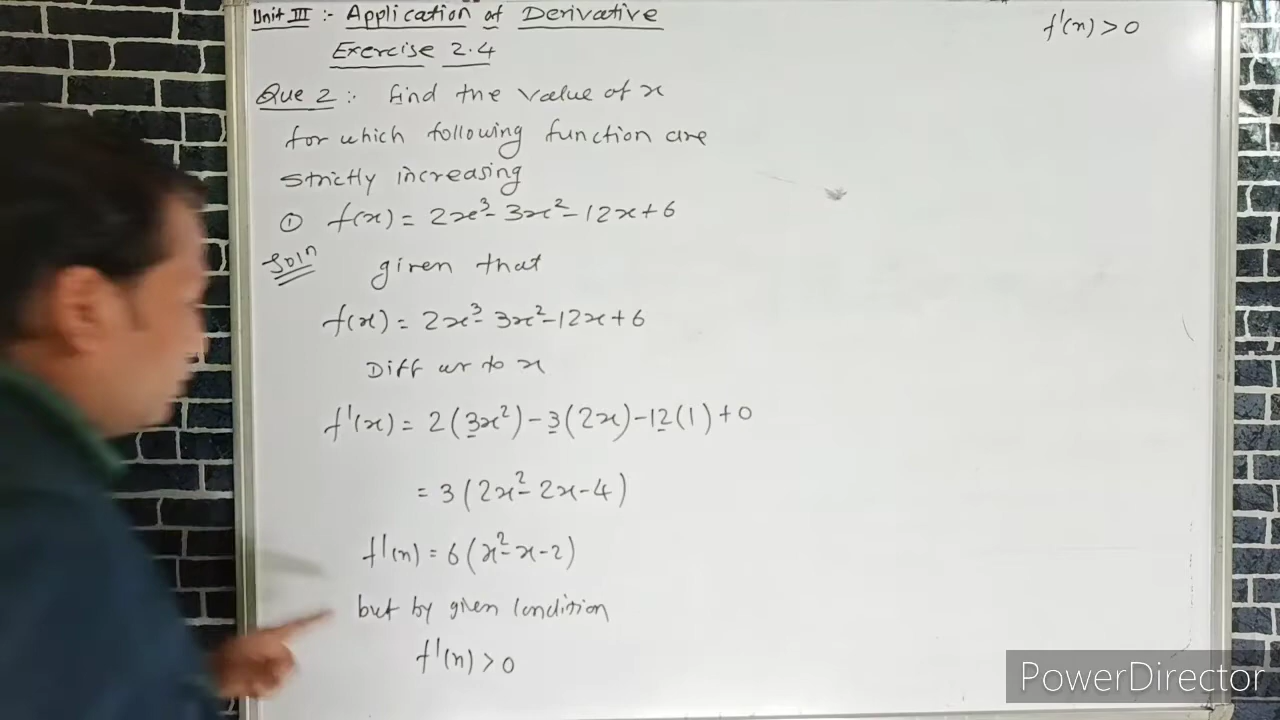 Unit III :- Application of Derivative
f'(x) > 0
Exercise 2.4
Que 2 :- find the value of x
for which following function are
strictly increasing
① f(x) = 2x³ - 3x² - 12x + 6
Soln given that
f(x) = 2x³ - 3x² - 12x + 6
Diff wr to x
f'(x) = 2(3x²) - 3(2x) - 12(1) + 0
= 3(2x² - 2x - 4)
f'(x) = 6(x² - x - 2)
but by given condition
f'(x) > 0
PowerDirector